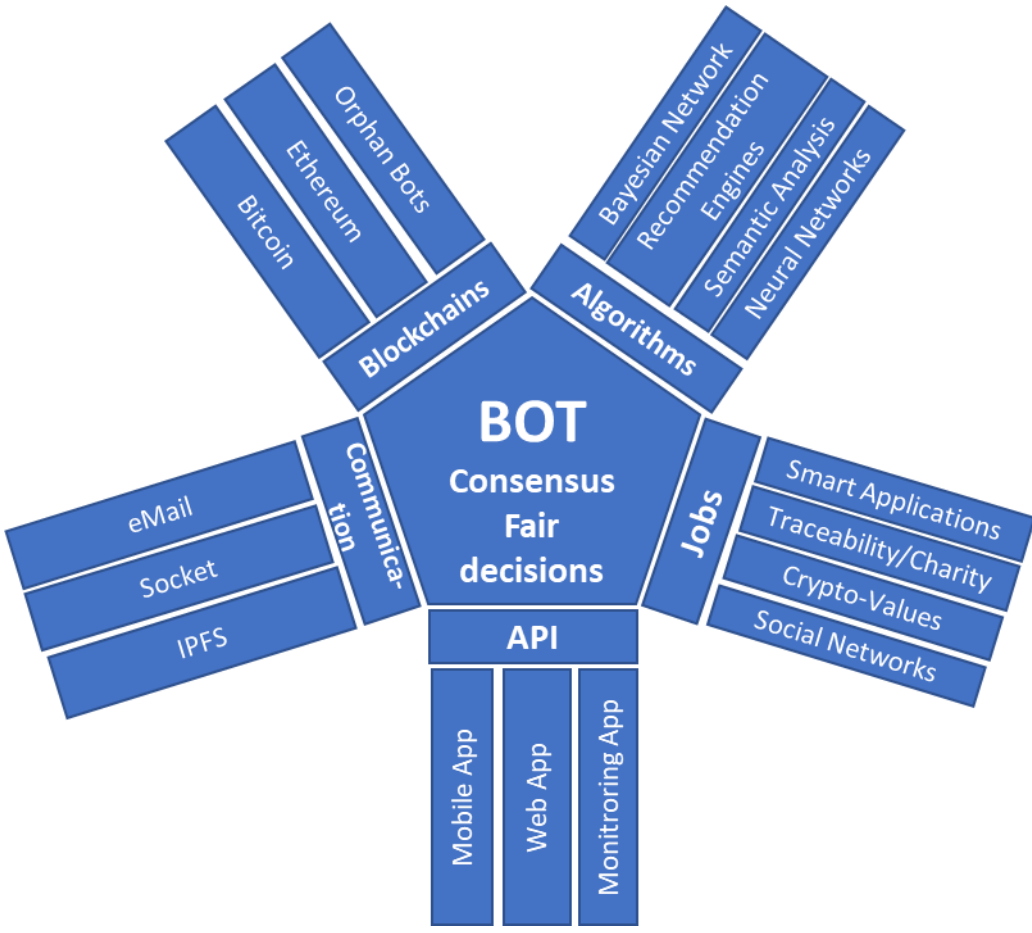 BOT
Consensus
Fair
decisions
Blockchains
Bitcoin
Ethereum
Orphan Bots
Algorithms
Bayesian Network
Recommendation
Engines
Semantic Analysis
Neural Networks
Jobs
Smart Applications
Traceability/Charity
Crypto-Values
Social Networks
API
Mobile App
Web App
Monitroring App
Communica-
tion
eMail
Socket
IPFS